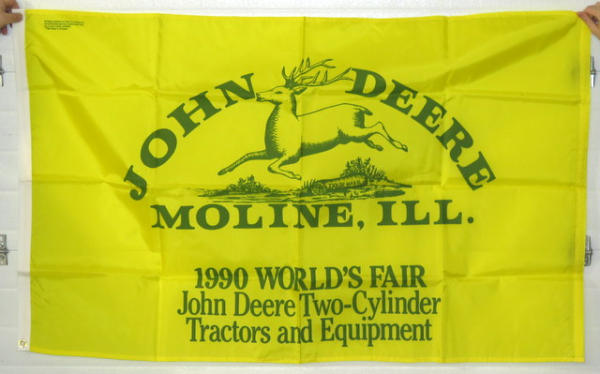 JOHN DEERE
MOLINE, ILL.
1990 WORLD'S FAIR
John Deere Two-Cylinder
Tractors and Equipment